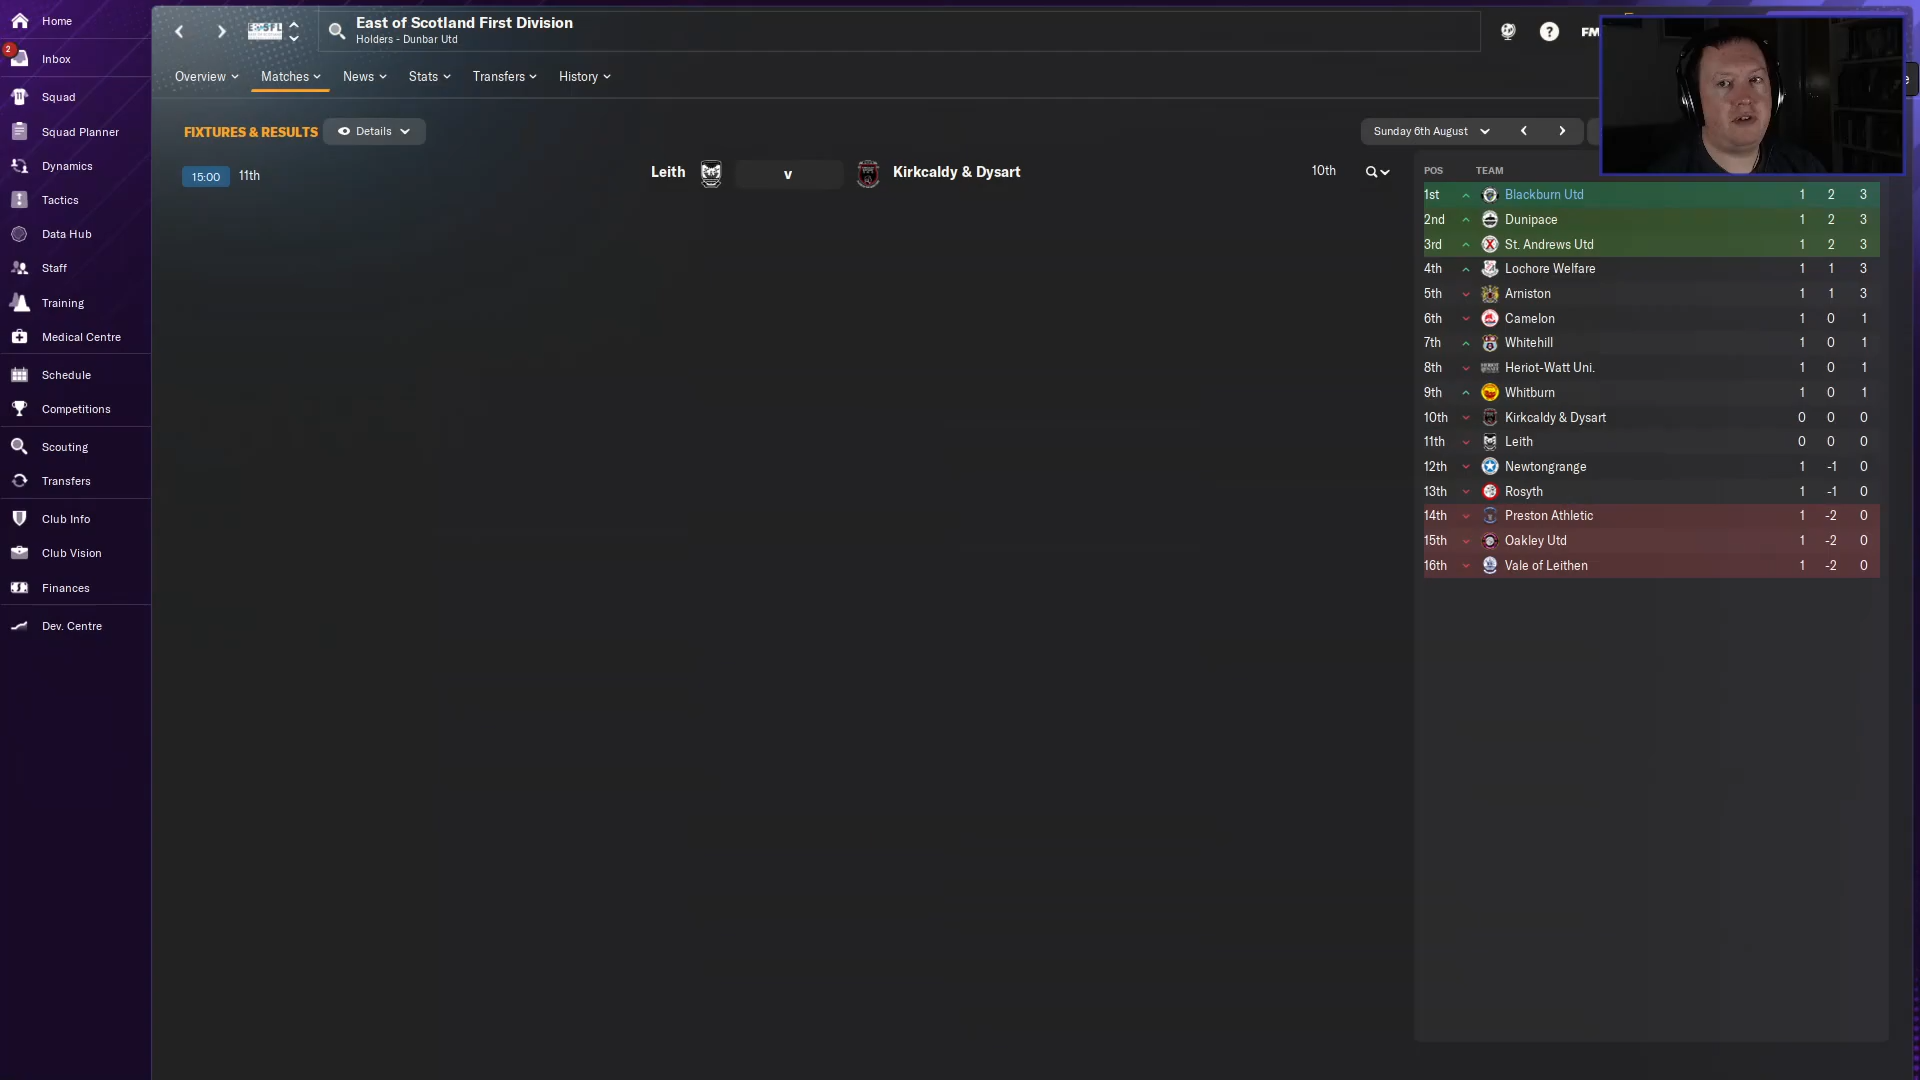 Home
2
Inbox
Squad
Squad Planner
Dynamics
Tactics
Data Hub
Staff
Training
Medical Centre
Schedule
Competitions
Scouting
Transfers
Club Info
Club Vision
Finances
Dev. Centre
East of Scotland First Division
Holders - Dunbar Utd
FM
Overview Matches News Stats Transfers History
FIXTURES & RESULTS Details Sunday 6th August
15:00 11th Leith v Kirkcaldy & Dysart 10th
POS TEAM
1st Blackburn Utd 1 2 3
2nd Dunipace 1 2 3
3rd St. Andrews Utd 1 2 3
4th Lochore Welfare 1 1 3
5th Arniston 1 1 3
6th Camelon 1 0 1
7th Whitehill 1 0 1
8th Heriot-Watt Uni. 1 0 1
9th Whitburn 1 0 1
10th Kirkcaldy & Dysart 0 0 0
11th Leith 0 0 0
12th Newtongrange 1 -1 0
13th Rosyth 1 -1 0
14th Preston Athletic 1 -2 0
15th Oakley Utd 1 -2 0
16th Vale of Leithen 1 -2 0